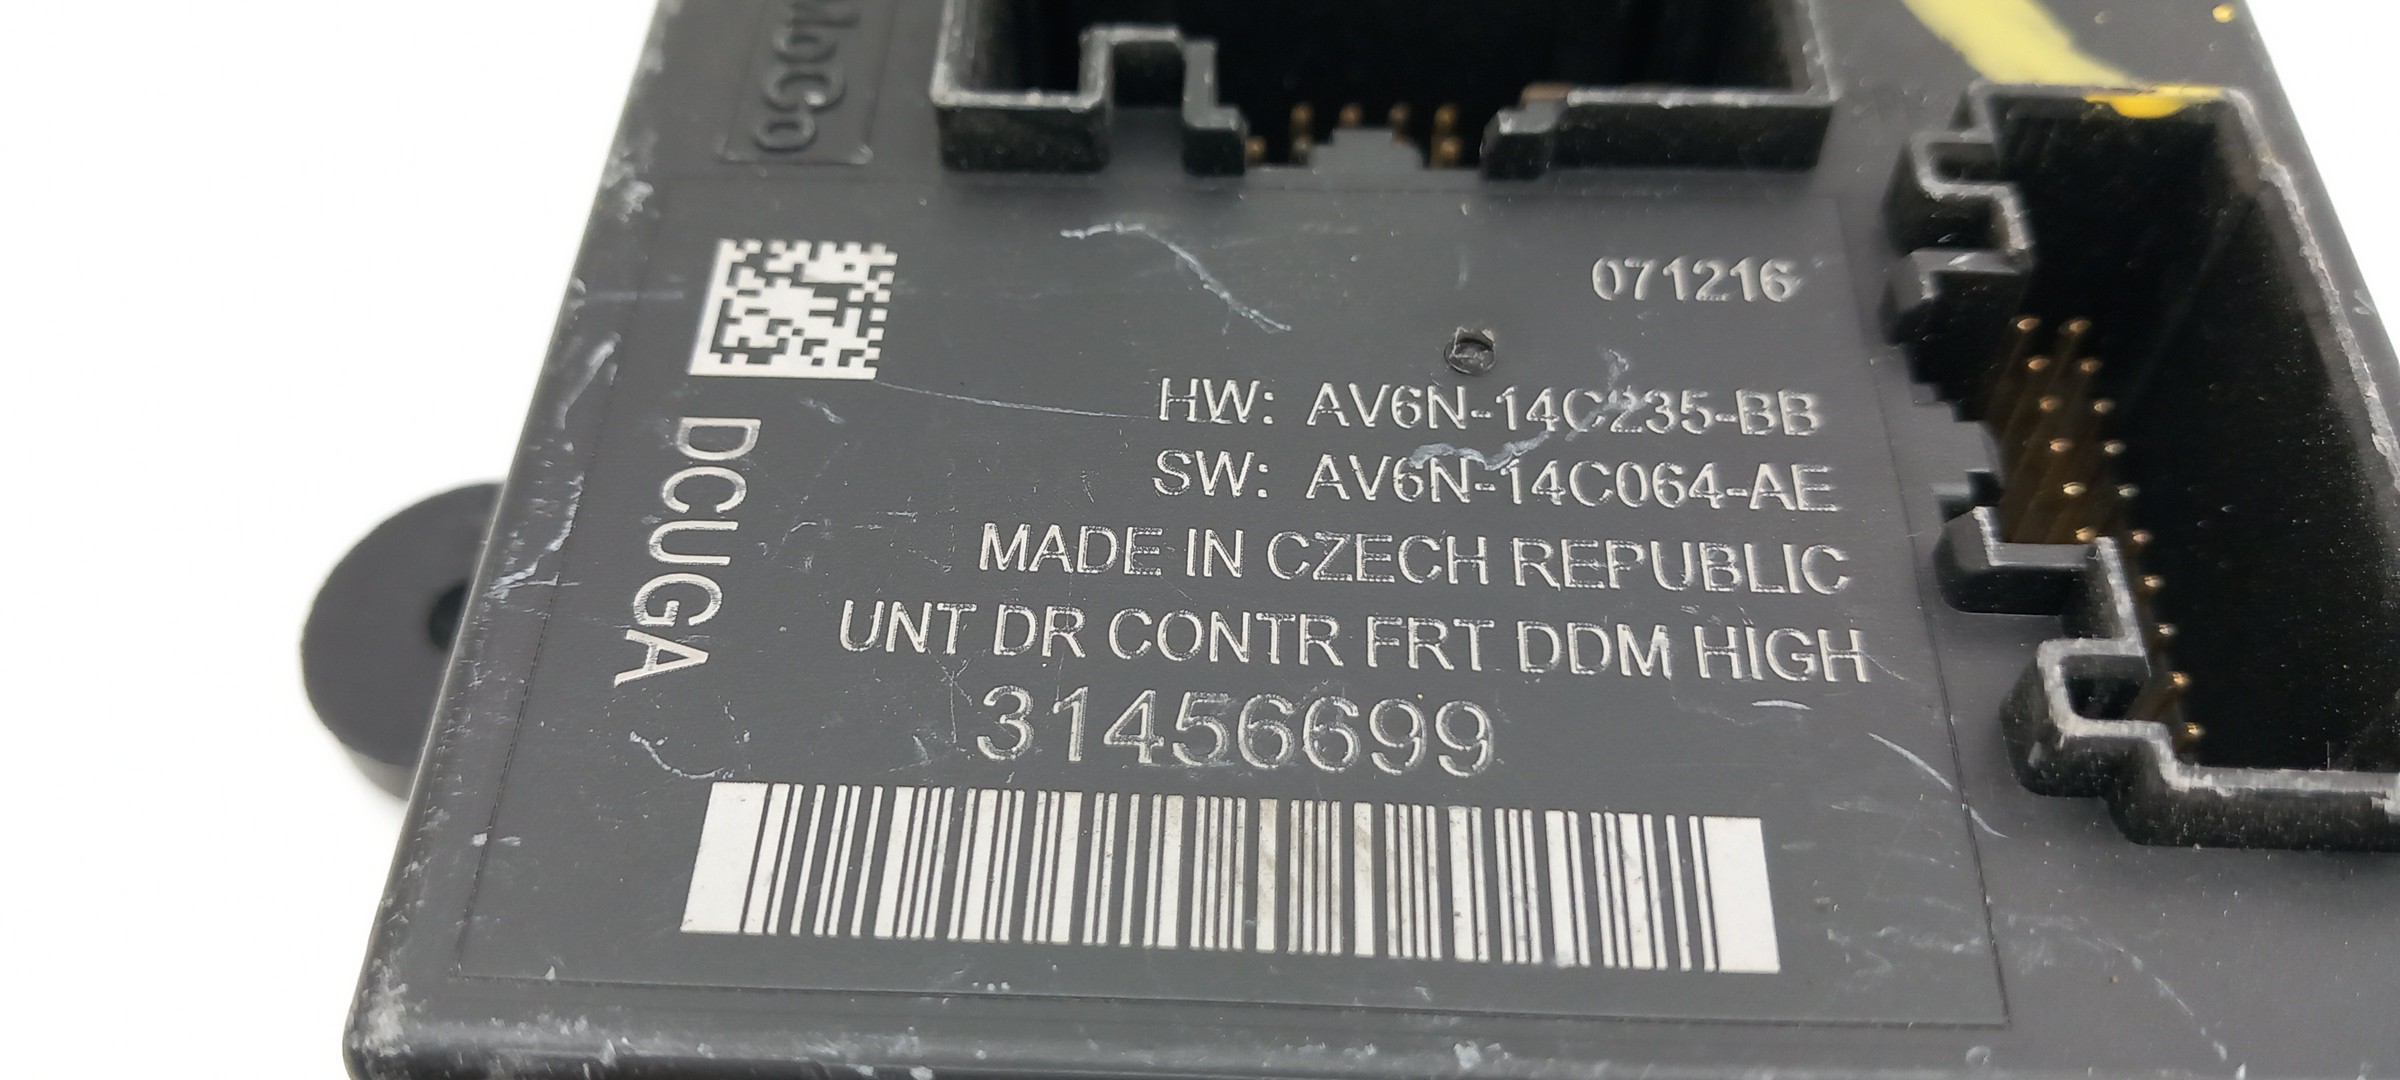 MoCo
071216
HW: AV6N-14C235-BB
SW: AV6N-14C064-AE
MADE IN CZECH REPUBLIC
UNT DR CONTR FRT DDM HIGH
31456699
DCUGA